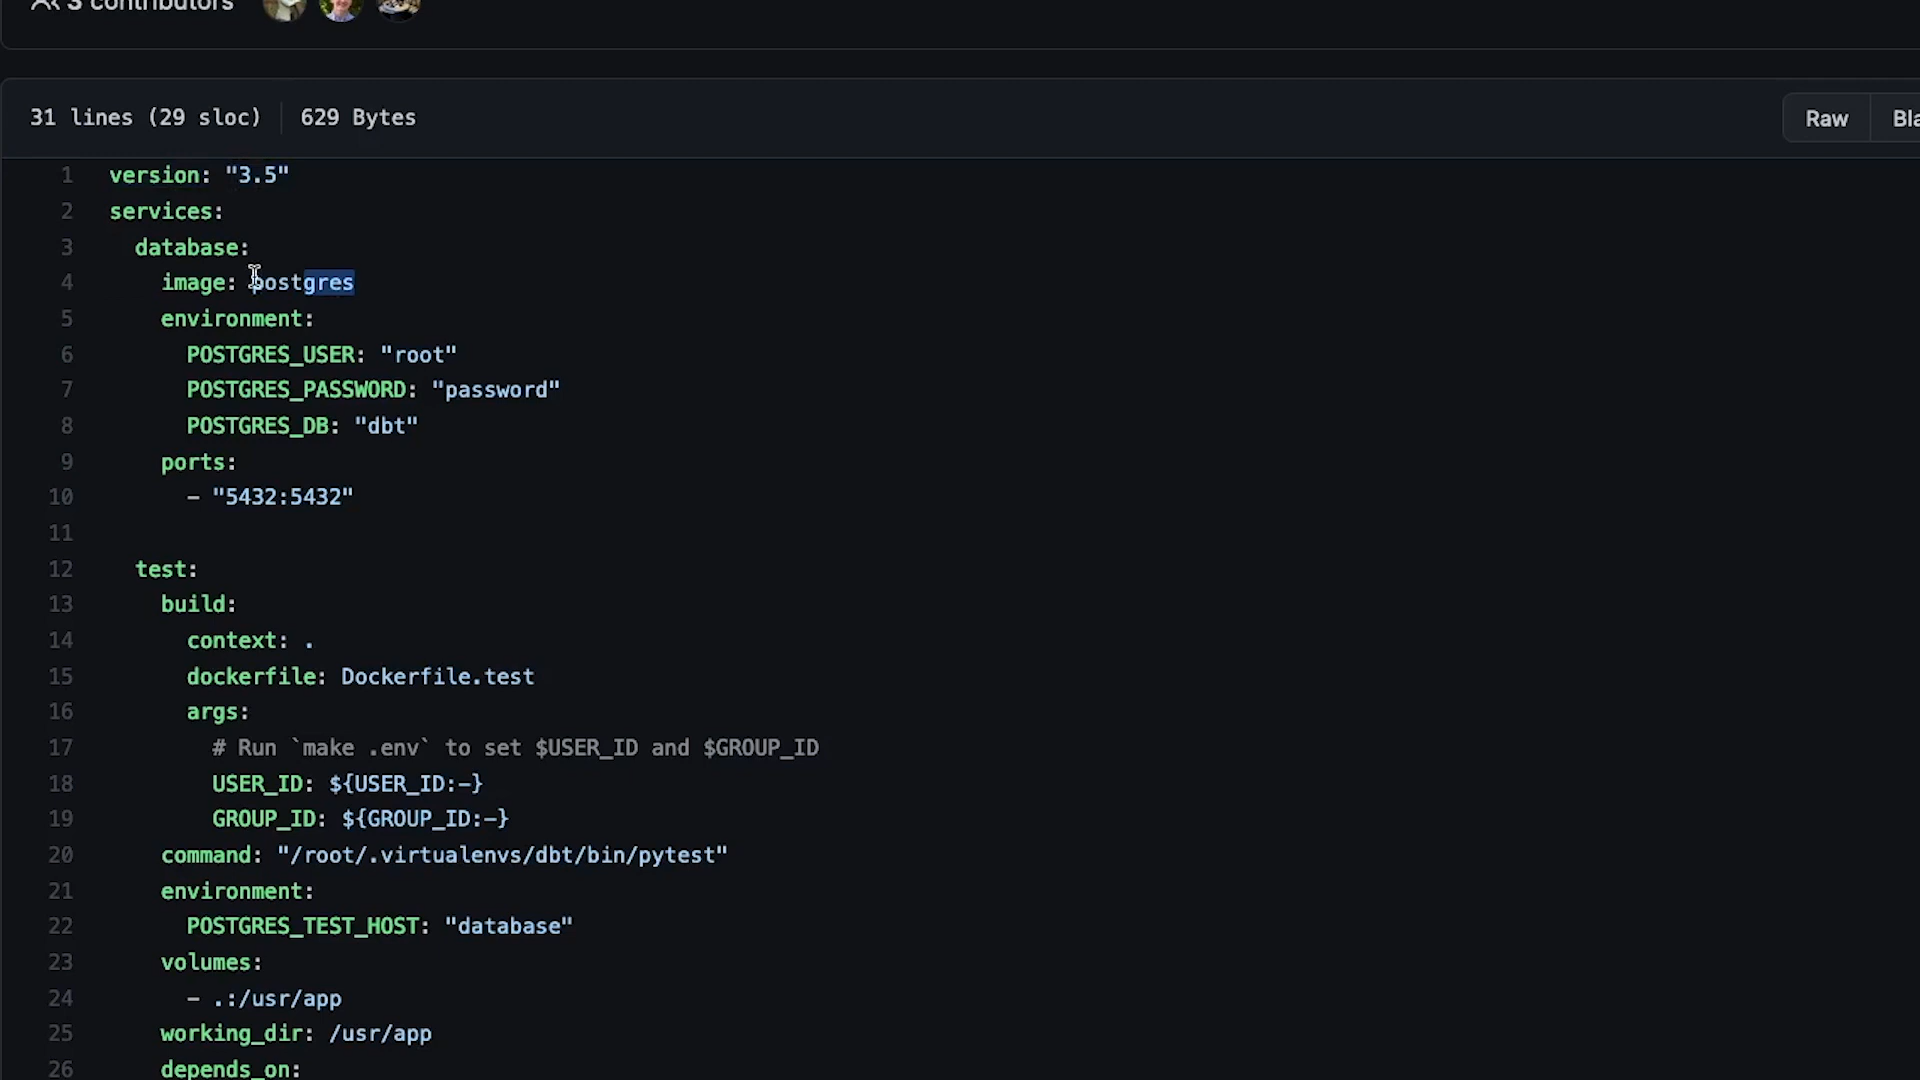 3 contributors
31 lines (29 sloc) 629 Bytes
Raw
1 version: "3.5"
2 services:
3 database:
4 image: postgres
5 environment:
6 POSTGRES_USER: "root"
7 POSTGRES_PASSWORD: "password"
8 POSTGRES_DB: "dbt"
9 ports:
10 - "5432:5432"
11
12 test:
13 build:
14 context: .
15 dockerfile: Dockerfile.test
16 args:
17 # Run `make .env` to set $USER_ID and $GROUP_ID
18 USER_ID: ${USER_ID:-}
19 GROUP_ID: ${GROUP_ID:-}
20 command: "/root/.virtualenvs/dbt/bin/pytest"
21 environment:
22 POSTGRES_TEST_HOST: "database"
23 volumes:
24 - .:/usr/app
25 working_dir: /usr/app
26 depends_on: